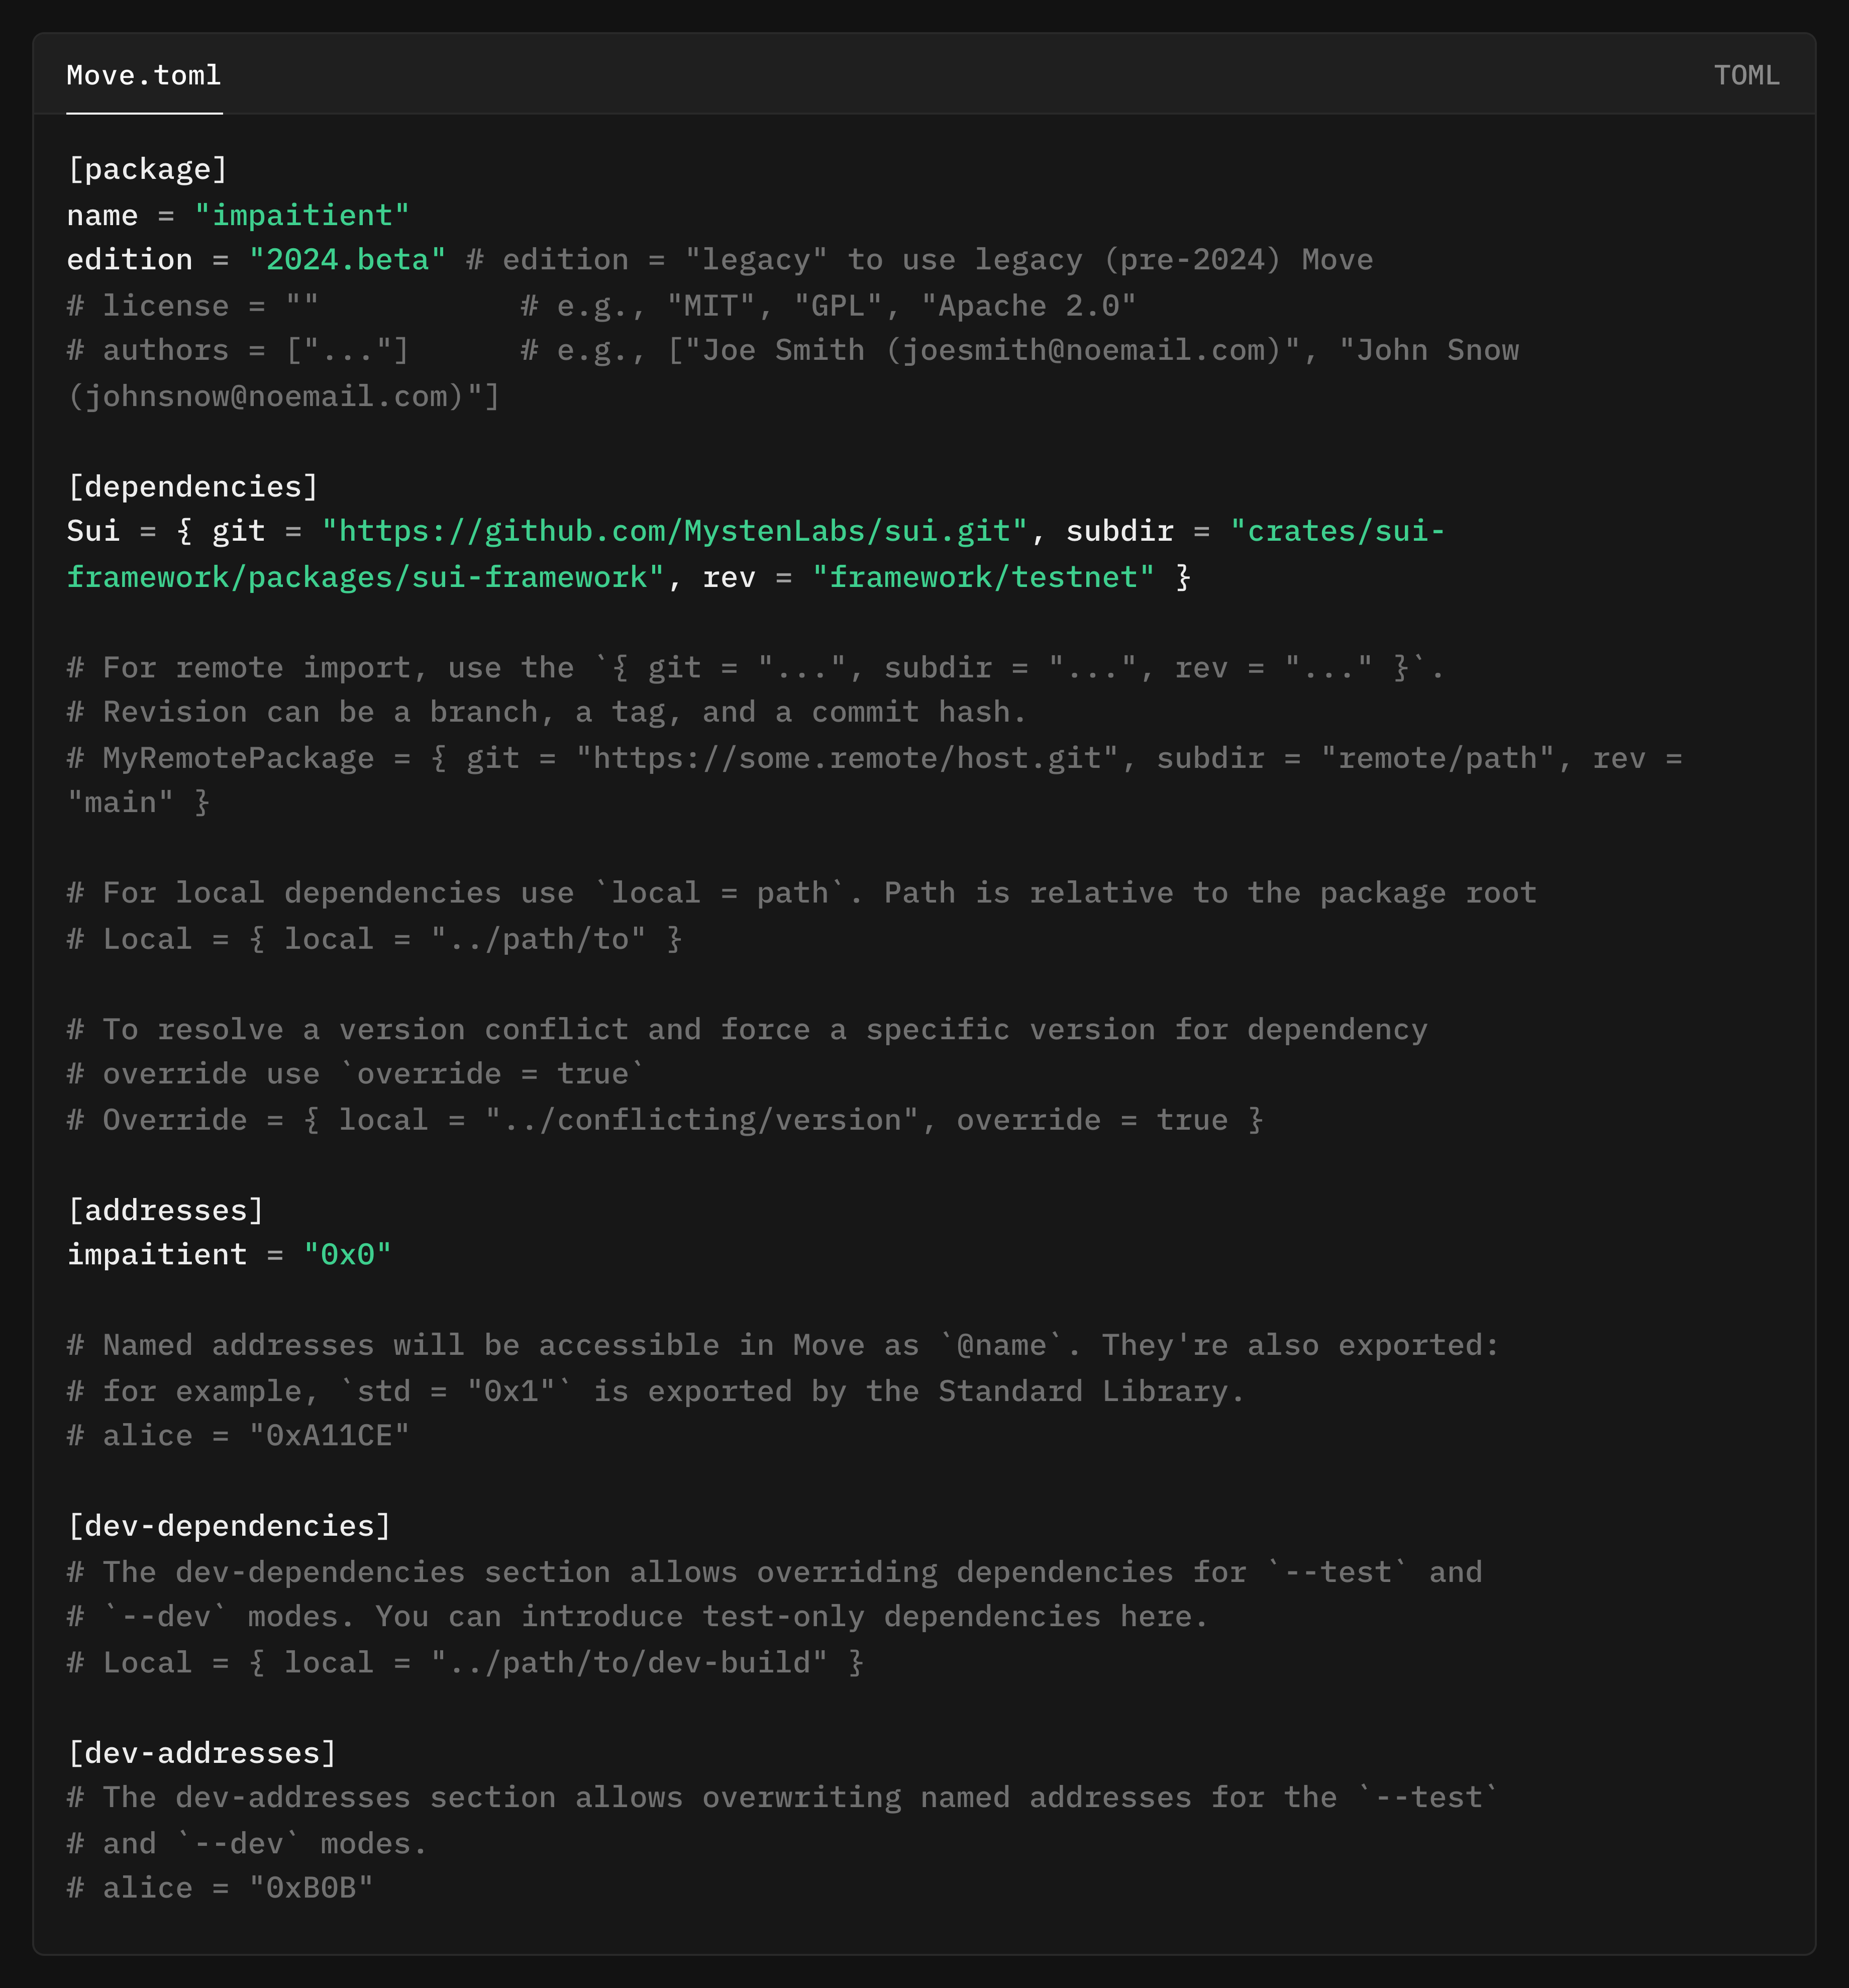 Move.toml
TOML
[package]
name = "impaitient"
edition = "2024.beta" # edition = "legacy" to use legacy (pre-2024) Move
# license = ""           # e.g., "MIT", "GPL", "Apache 2.0"
# authors = ["..."]      # e.g., ["Joe Smith (joesmith@noemail.com)", "John Snow
(johnsnow@noemail.com)"]
[dependencies]
Sui = { git = "https://github.com/MystenLabs/sui.git", subdir = "crates/sui-
framework/packages/sui-framework", rev = "framework/testnet" }
# For remote import, use the `{ git = "...", subdir = "...", rev = "..." }`.
# Revision can be a branch, a tag, and a commit hash.
# MyRemotePackage = { git = "https://some.remote/host.git", subdir = "remote/path", rev =
"main" }
# For local dependencies use `local = path`. Path is relative to the package root
# Local = { local = "../path/to" }
# To resolve a version conflict and force a specific version for dependency
# override use `override = true`
# Override = { local = "../conflicting/version", override = true }
[addresses]
impaitient = "0x0"
# Named addresses will be accessible in Move as `@name`. They're also exported:
# for example, `std = "0x1"` is exported by the Standard Library.
# alice = "0xA11CE"
[dev-dependencies]
# The dev-dependencies section allows overriding dependencies for `--test` and
# `--dev` modes. You can introduce test-only dependencies here.
# Local = { local = "../path/to/dev-build" }
[dev-addresses]
# The dev-addresses section allows overwriting named addresses for the `--test`
# and `--dev` modes.
# alice = "0xB0B"